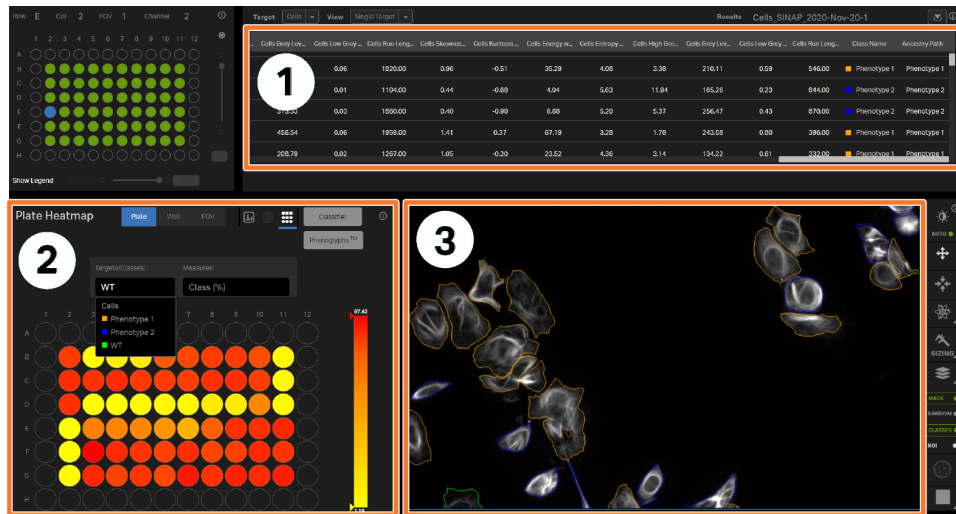 Row E Col 2 FOV 1 Channel 2
Target Cells View Single Target Results Cells_SINAP_2020-Nov-20-1
1 2 3 4 5 6 7 8 9 10 11 12
A
B
C
D
E
F
G
H
Show Legend
Cells Grey Lev... Cells Low Grey ... Cells Run Leng... Cells Skewnes... Cells Kurtosis... Cells Energy w... Cells Entropy ... Cells High Gre... Cells Grey Lev... Cells Low Grey ... Cells Run Leng... Class Name Ancestry Path
0.06 1820.00 0.96 -0.51 35.29 4.08 3.38 210.11 0.59 546.00 Phenotype 1 Phenotype 1
0.01 1104.00 0.44 -0.68 4.04 5.63 11.94 165.26 0.23 844.00 Phenotype 2 Phenotype 2
0.03 1860.00 0.40 -0.90 6.68 5.20 5.37 256.47 0.43 870.00 Phenotype 2 Phenotype 2
456.54 0.06 1959.00 1.41 0.37 67.19 3.28 1.78 243.58 0.80 396.00 Phenotype 1 Phenotype 1
208.79 0.02 1267.00 1.05 -0.20 23.52 4.36 3.14 134.22 0.61 332.00 Phenotype 1 Phenotype 1
1
Plate Heatmap Plate Well FOV Classifier
Phenoglyphs TM
2
Targets/Classes: Measures:
WT Class (%)
Cells
Phenotype 1
Phenotype 2
WT
1 2 7 8 9 10 11 12
A
B
C
D
E
F
G
H
97.42
3
AUTO
SIZING
MASK
RANDOM
CLASSES
ROI